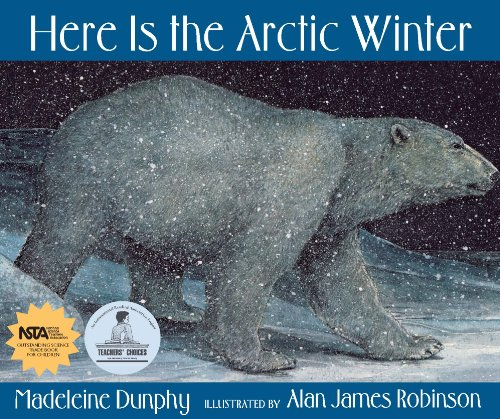 Here Is the Arctic Winter
NSTA
OUTSTANDING SCIENCE
TRADE BOOK
FOR CHILDREN
TEACHERS' CHOICES
Madeleine Dunphy ILLUSTRATED BY Alan James Robinson